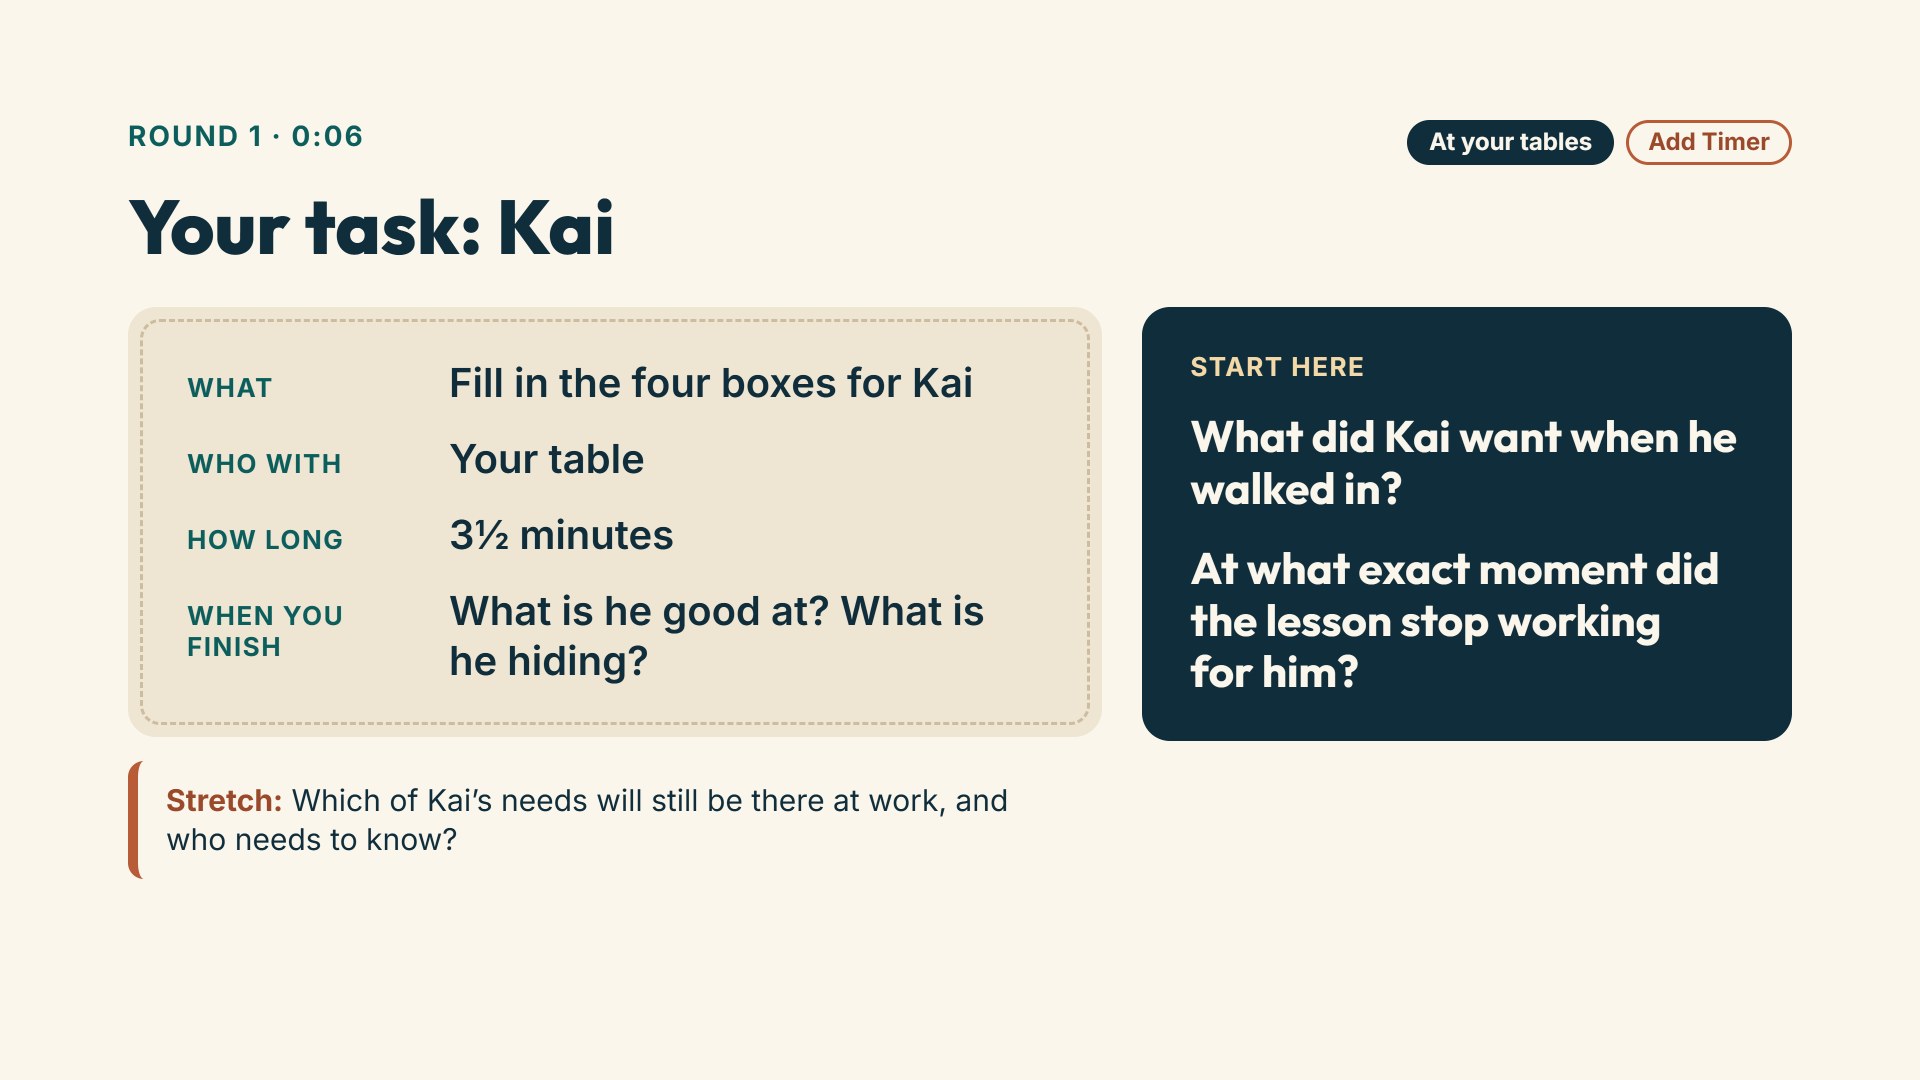 ROUND 1 · 0:06
At your tables
Add Timer
Your task: Kai
WHAT
Fill in the four boxes for Kai
WHO WITH
Your table
HOW LONG
3½ minutes
WHEN YOU
FINISH
What is he good at? What is
he hiding?
START HERE
What did Kai want when he
walked in?
At what exact moment did
the lesson stop working
for him?
Stretch: Which of Kai’s needs will still be there at work, and
who needs to know?